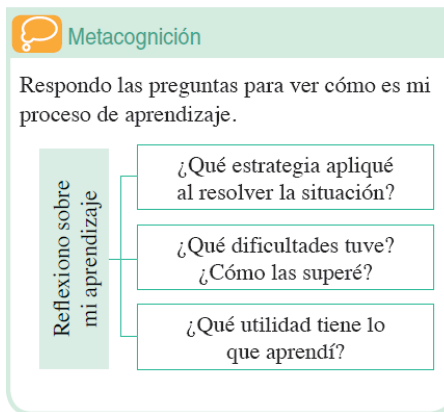 Metacognición
Respondo las preguntas para ver cómo es mi
proceso de aprendizaje.
Reflexiono sobre
mi aprendizaje
¿Qué estrategia apliqué
al resolver la situación?
¿Qué dificultades tuve?
¿Cómo las superé?
¿Qué utilidad tiene lo
que aprendí?